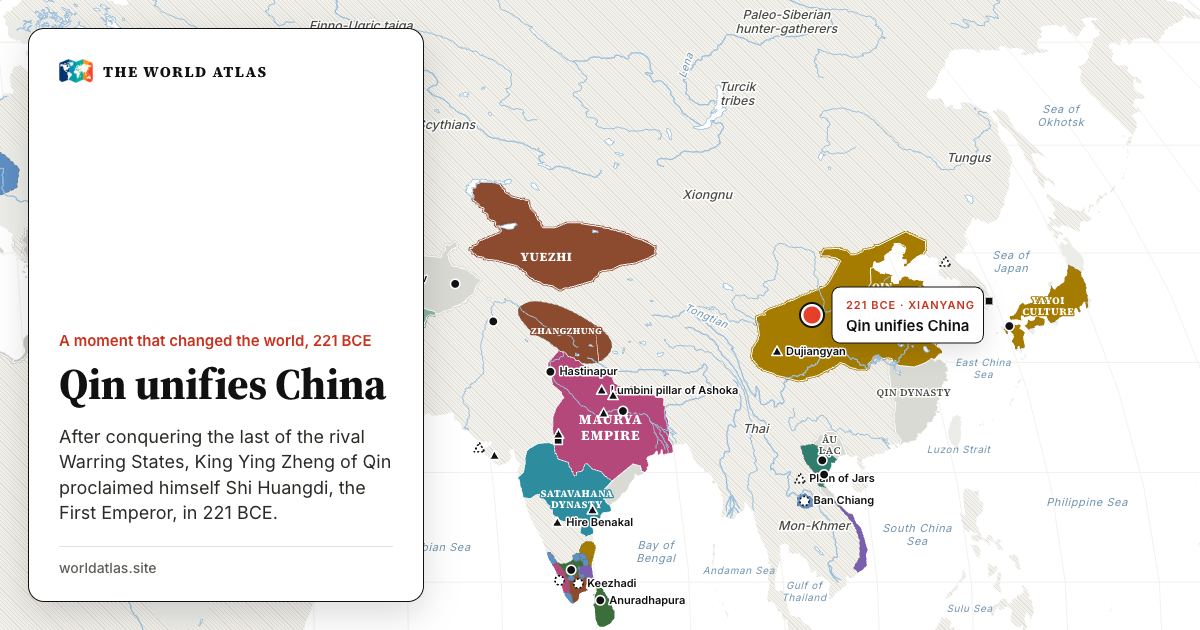 THE WORLD ATLAS
A moment that changed the world, 221 BCE
Qin unifies China
After conquering the last of the rival
Warring States, King Ying Zheng of Qin
proclaimed himself Shi Huangdi, the
First Emperor, in 221 BCE.
worldatlas.site
Finno-Ugric taiga
Paleo-Siberian
hunter-gatherers
Lena
Turcik
tribes
Sea of
Okhotsk
Scythians
Tungus
Xiongnu
YUEZHI
Sea of
Japan
QIN
221 BCE · XIANYANG
Qin unifies China
YAYOI
CULTURE
Tongtian
ZHANGZHUNG
Dujiangyan
East China
Sea
Hastinapur
Lumbini pillar of Ashoka
QIN DYNASTY
MAURYA
EMPIRE
Thai
ÂU
LẠC
Luzon Strait
Plain of Jars
SATAVAHANA
DYNASTY
Ban Chiang
Philippine Sea
Hire Benakal
Mon-Khmer
South China
Sea
bian Sea
Bay of
Bengal
Andaman Sea
Keezhadi
Gulf of
Thailand
Anuradhapura
Sulu Sea